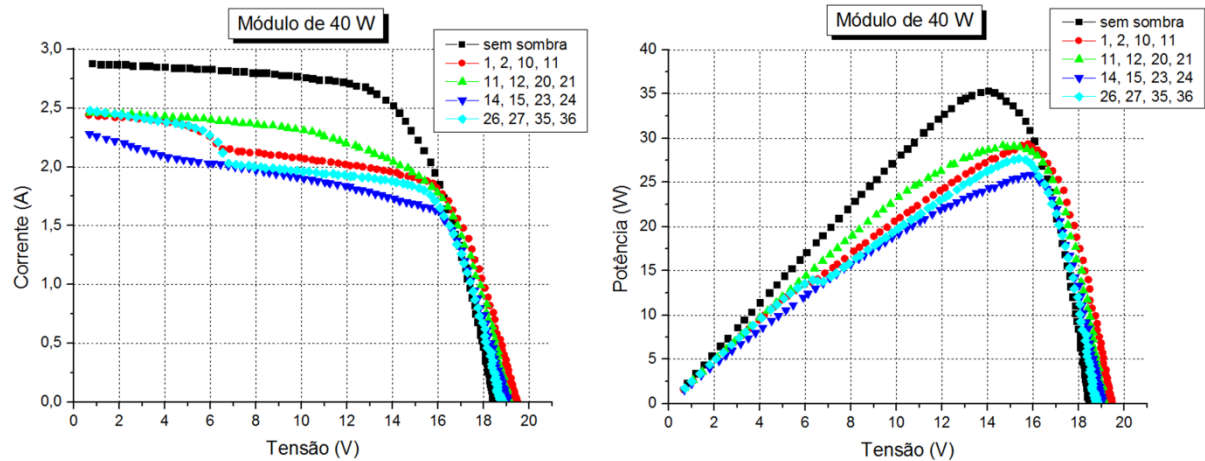 Módulo de 40 W
sem sombra
1, 2, 10, 11
11, 12, 20, 21
14, 15, 23, 24
26, 27, 35, 36
3,0
2,5
2,0
1,5
1,0
0,5
0,0
Corrente (A)
0 2 4 6 8 10 12 14 16 18 20
Tensão (V)
Módulo de 40 W
sem sombra
1, 2, 10, 11
11, 12, 20, 21
14, 15, 23, 24
26, 27, 35, 36
40
35
30
25
20
15
10
5
0
Potência (W)
0 2 4 6 8 10 12 14 16 18 20
Tensão (V)